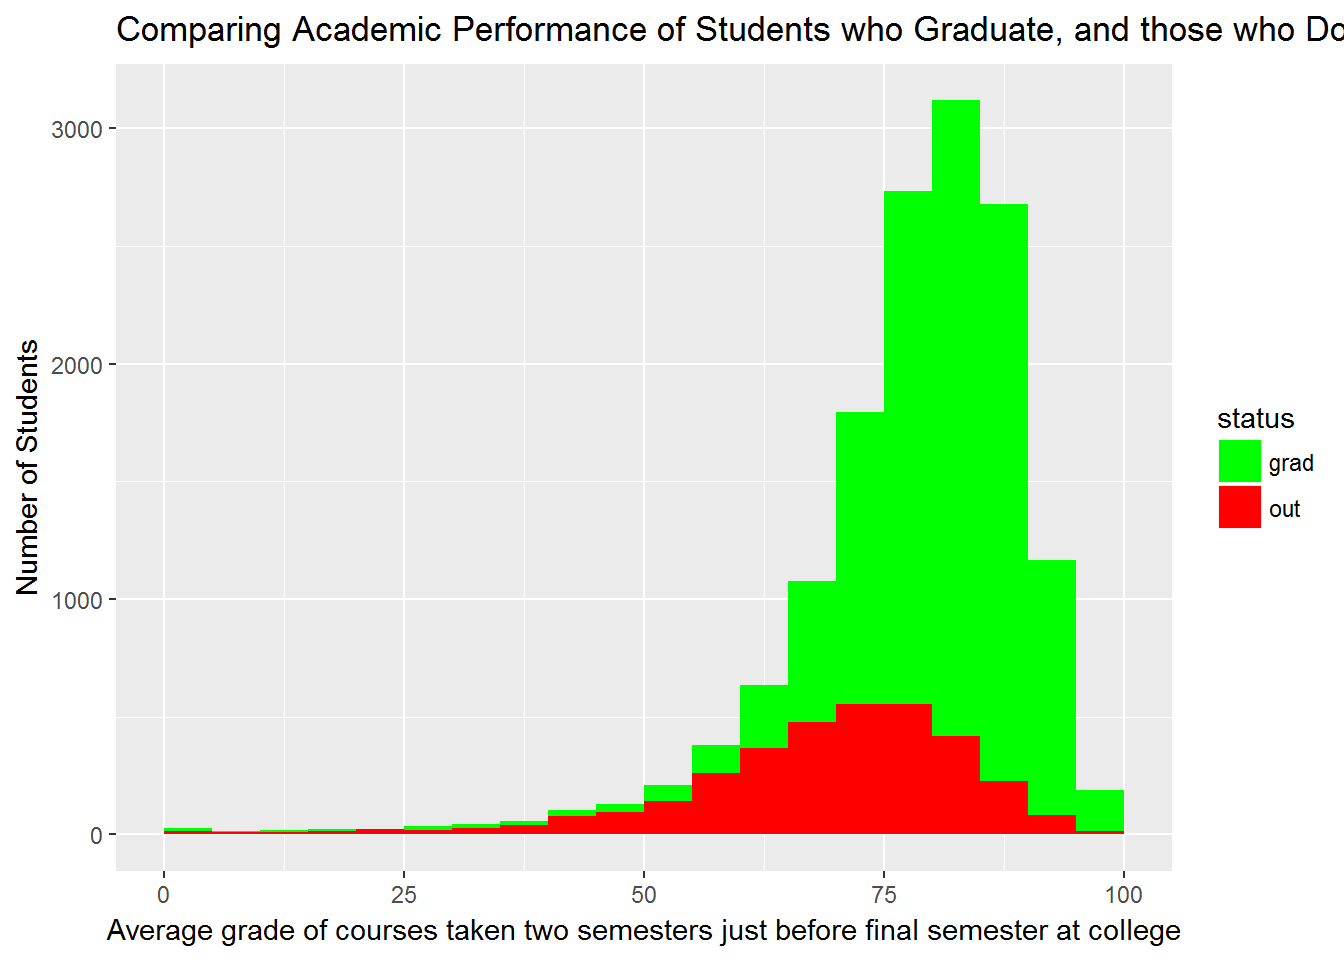 Comparing Academic Performance of Students who Graduate, and those who Do
3000
2000
1000
0
Number of Students
0 25 50 75 100
Average grade of courses taken two semesters just before final semester at college
status
grad
out